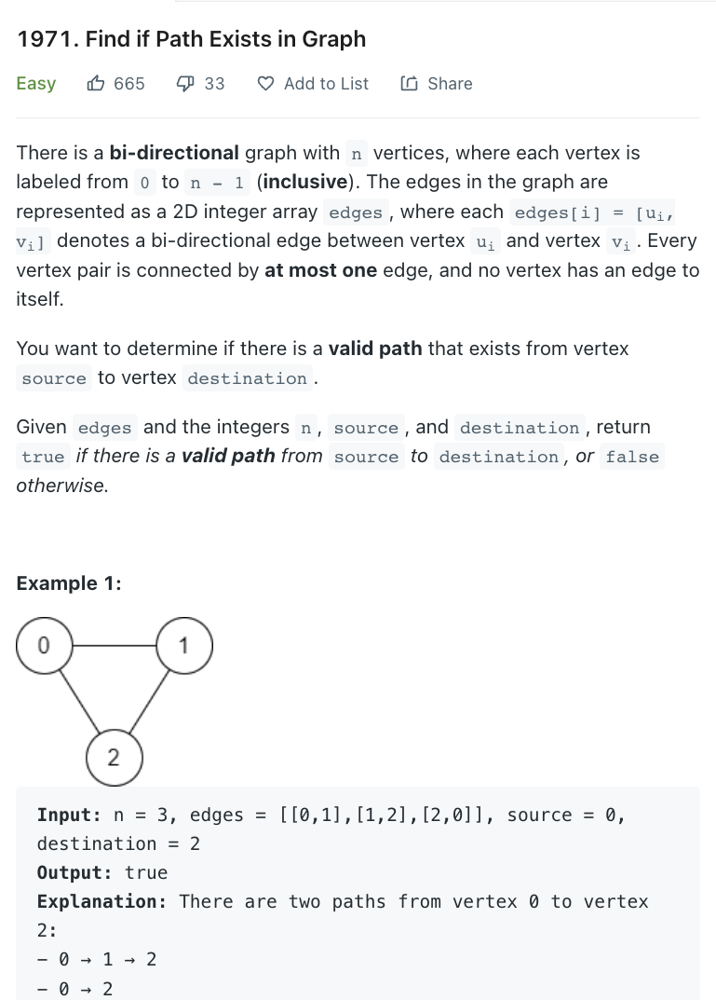 1971. Find if Path Exists in Graph
Easy 665 33 Add to List Share
There is a bi-directional graph with n vertices, where each vertex is
labeled from 0 to n - 1 (inclusive). The edges in the graph are
represented as a 2D integer array edges, where each edges[i] = [ui,
vi] denotes a bi-directional edge between vertex ui and vertex vi. Every
vertex pair is connected by at most one edge, and no vertex has an edge to
itself.
You want to determine if there is a valid path that exists from vertex
source to vertex destination.
Given edges and the integers n, source, and destination, return
true if there is a valid path from source to destination, or false
otherwise.
Example 1:
0 1
2
Input: n = 3, edges = [[0,1],[1,2],[2,0]], source = 0,
destination = 2
Output: true
Explanation: There are two paths from vertex 0 to vertex
2:
- 0 → 1 → 2
- 0 → 2